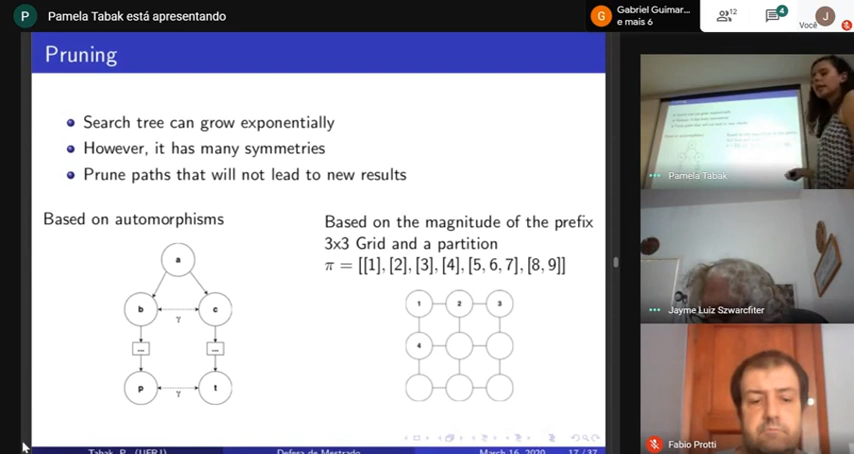 P
Pamela Tabak está apresentando
G
Gabriel Guimar...
e mais 6
12
4
J
Você
Pruning
Search tree can grow exponentially
However, it has many symmetries
Prune paths that will not lead to new results
Based on automorphisms
a
b
c
γ
...
...
p
t
γ
Based on the magnitude of the prefix
3x3 Grid and a partition
π = [[1], [2], [3], [4], [5, 6, 7], [8, 9]]
1
2
3
4
Tabak, P. (UFRJ)
Defesa de Mestrado
March 16, 2020
17 / 37
Pamela Tabak
Jayme Luiz Szwarcfiter
Fabio Protti